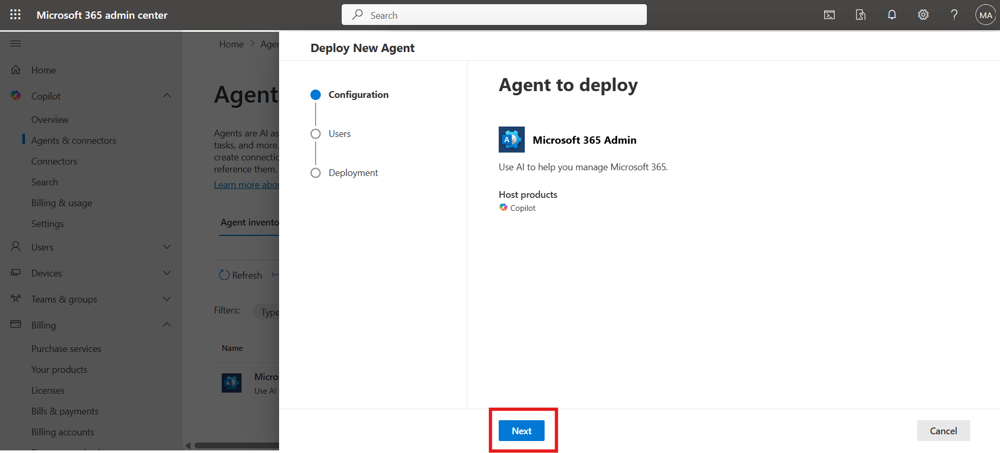 Microsoft 365 admin center
Search
MA
Home
Copilot
Overview
Agents & connectors
Connectors
Search
Billing & usage
Settings
Users
Devices
Teams & groups
Billing
Purchase services
Your products
Licenses
Bills & payments
Billing accounts
Home > Agen
Agent
Agents are AI as
tasks, and more.
create connectio
reference them.
Learn more abou
Agent invento
Refresh
Filters:
Type
Name
Micros
Use AI
Deploy New Agent
Configuration
Users
Deployment
Agent to deploy
A
Microsoft 365 Admin
Use AI to help you manage Microsoft 365.
Host products
Copilot
Next
Cancel